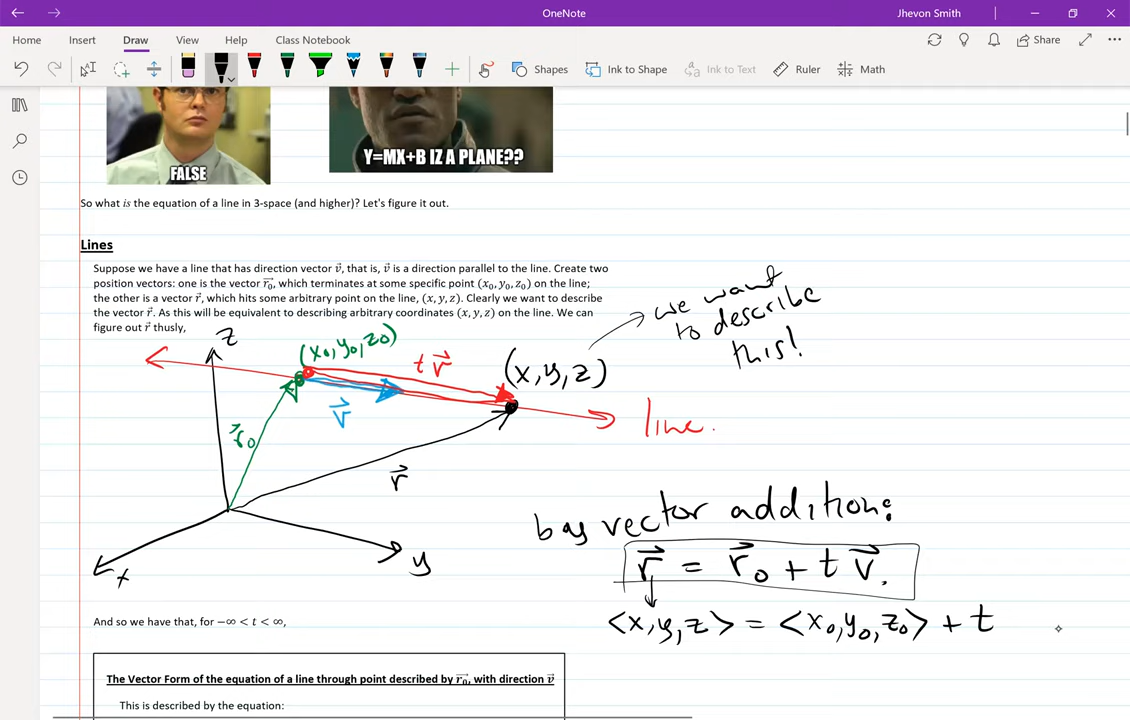 OneNote
Jhevon Smith
Home Insert Draw View Help Class Notebook
Share
Shapes
Ink to Shape
Ink to Text
Ruler
Math
FALSE
Y=MX+B IZ A PLANE??
So what is the equation of a line in 3-space (and higher)? Let's figure it out.
Lines
Suppose we have a line that has direction vector v⃗, that is, v⃗ is a direction parallel to the line. Create two
position vectors: one is the vector r₀⃗, which terminates at some specific point (x₀, y₀, z₀) on the line;
the other is a vector r⃗, which hits some arbitrary point on the line, (x, y, z). Clearly we want to describe
the vector r⃗. As this will be equivalent to describing arbitrary coordinates (x, y, z) on the line. We can
figure out r⃗ thusly,
we want
to describe
this!
z
(x₀, y₀, z₀)
t v⃗
(x, y, z)
v⃗
line.
r⃗₀
r⃗
x
y
by vector addition:
r⃗ = r⃗₀ + t v⃗.
<x, y, z> = <x₀, y₀, z₀> + t
And so we have that, for −∞ < t < ∞,
The Vector Form of the equation of a line through point described by r₀⃗, with direction v⃗
This is described by the equation: